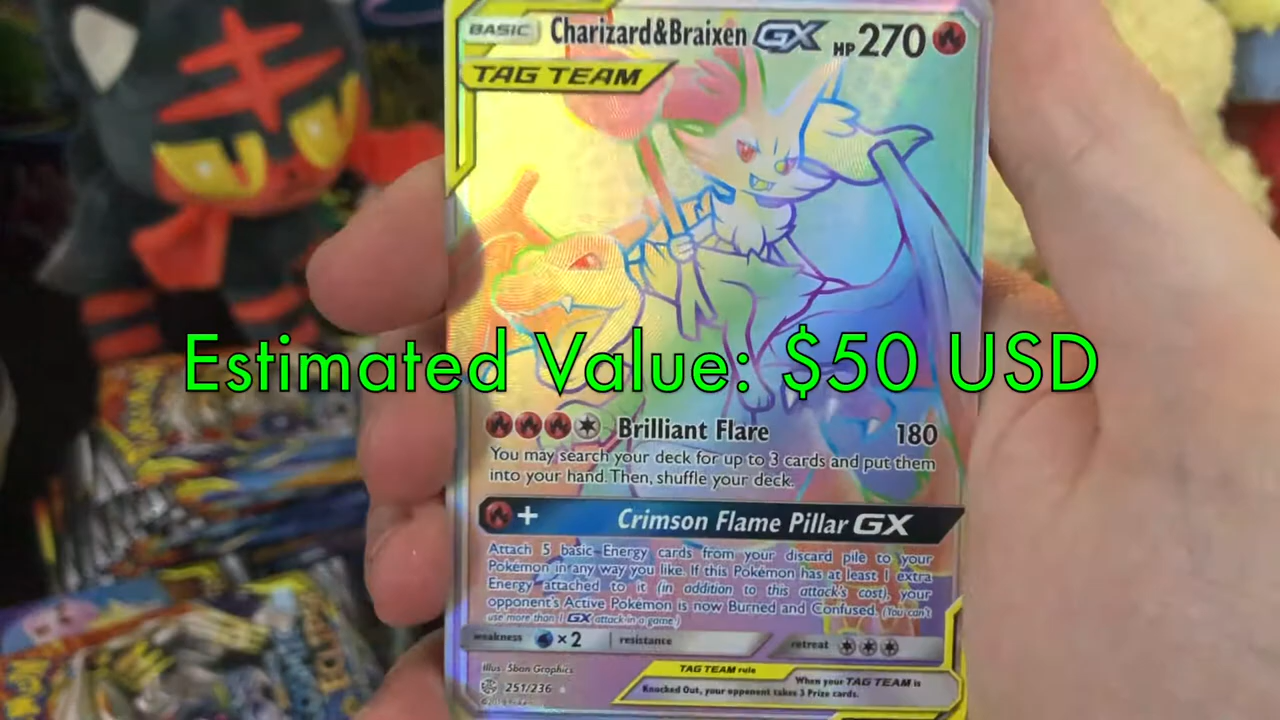 BASIC Charizard&Braixen GX HP 270
TAG TEAM
Estimated Value: $50 USD
Brilliant Flare 180
You may search your deck for up to 3 cards and put them
into your hand. Then, shuffle your deck.
+ Crimson Flame Pillar GX
Attach 5 basic Energy cards from your discard pile to your
Pokémon in any way you like. If this Pokémon has at least 1 extra
Energy attached to it (in addition to this attack's cost), your
opponent's Active Pokémon is now Burned and Confused. (You can't
use more than 1 GX attack in a game.)
weakness ×2 resistance retreat
Illus. 5ban Graphics
TAG TEAM rule When your TAG TEAM is
Knocked Out, your opponent takes 3 Prize cards.
251/236